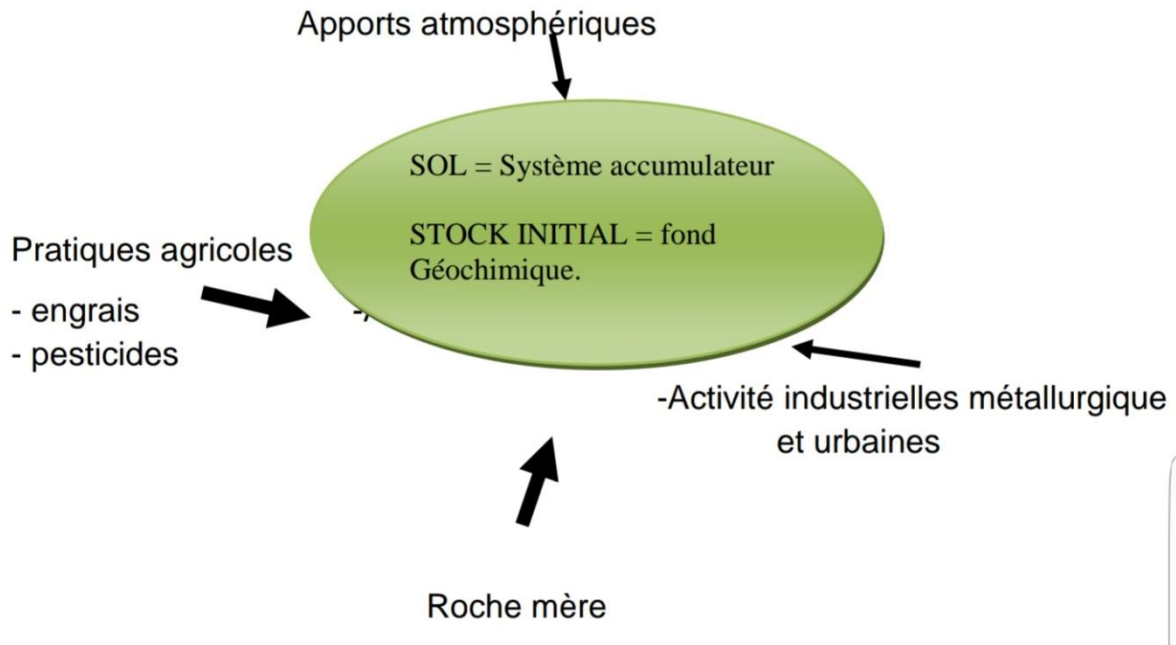 Apports atmosphériques
SOL = Système accumulateur
STOCK INITIAL = fond
Géochimique.
Pratiques agricoles
- engrais
- pesticides
-Activité industrielles métallurgique
et urbaines
Roche mère